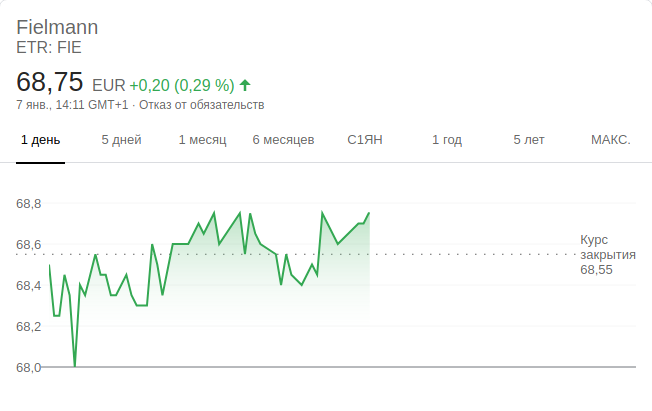 Fielmann
ETR: FIE
68,75 EUR +0,20 (0,29 %)
7 янв., 14:11 GMT+1 · Отказ от обязательств
1 день 5 дней 1 месяц 6 месяцев С1ЯН 1 год 5 лет МАКС.
68,8
68,6
68,4
68,2
68,0
Курс
закрытия
68,55